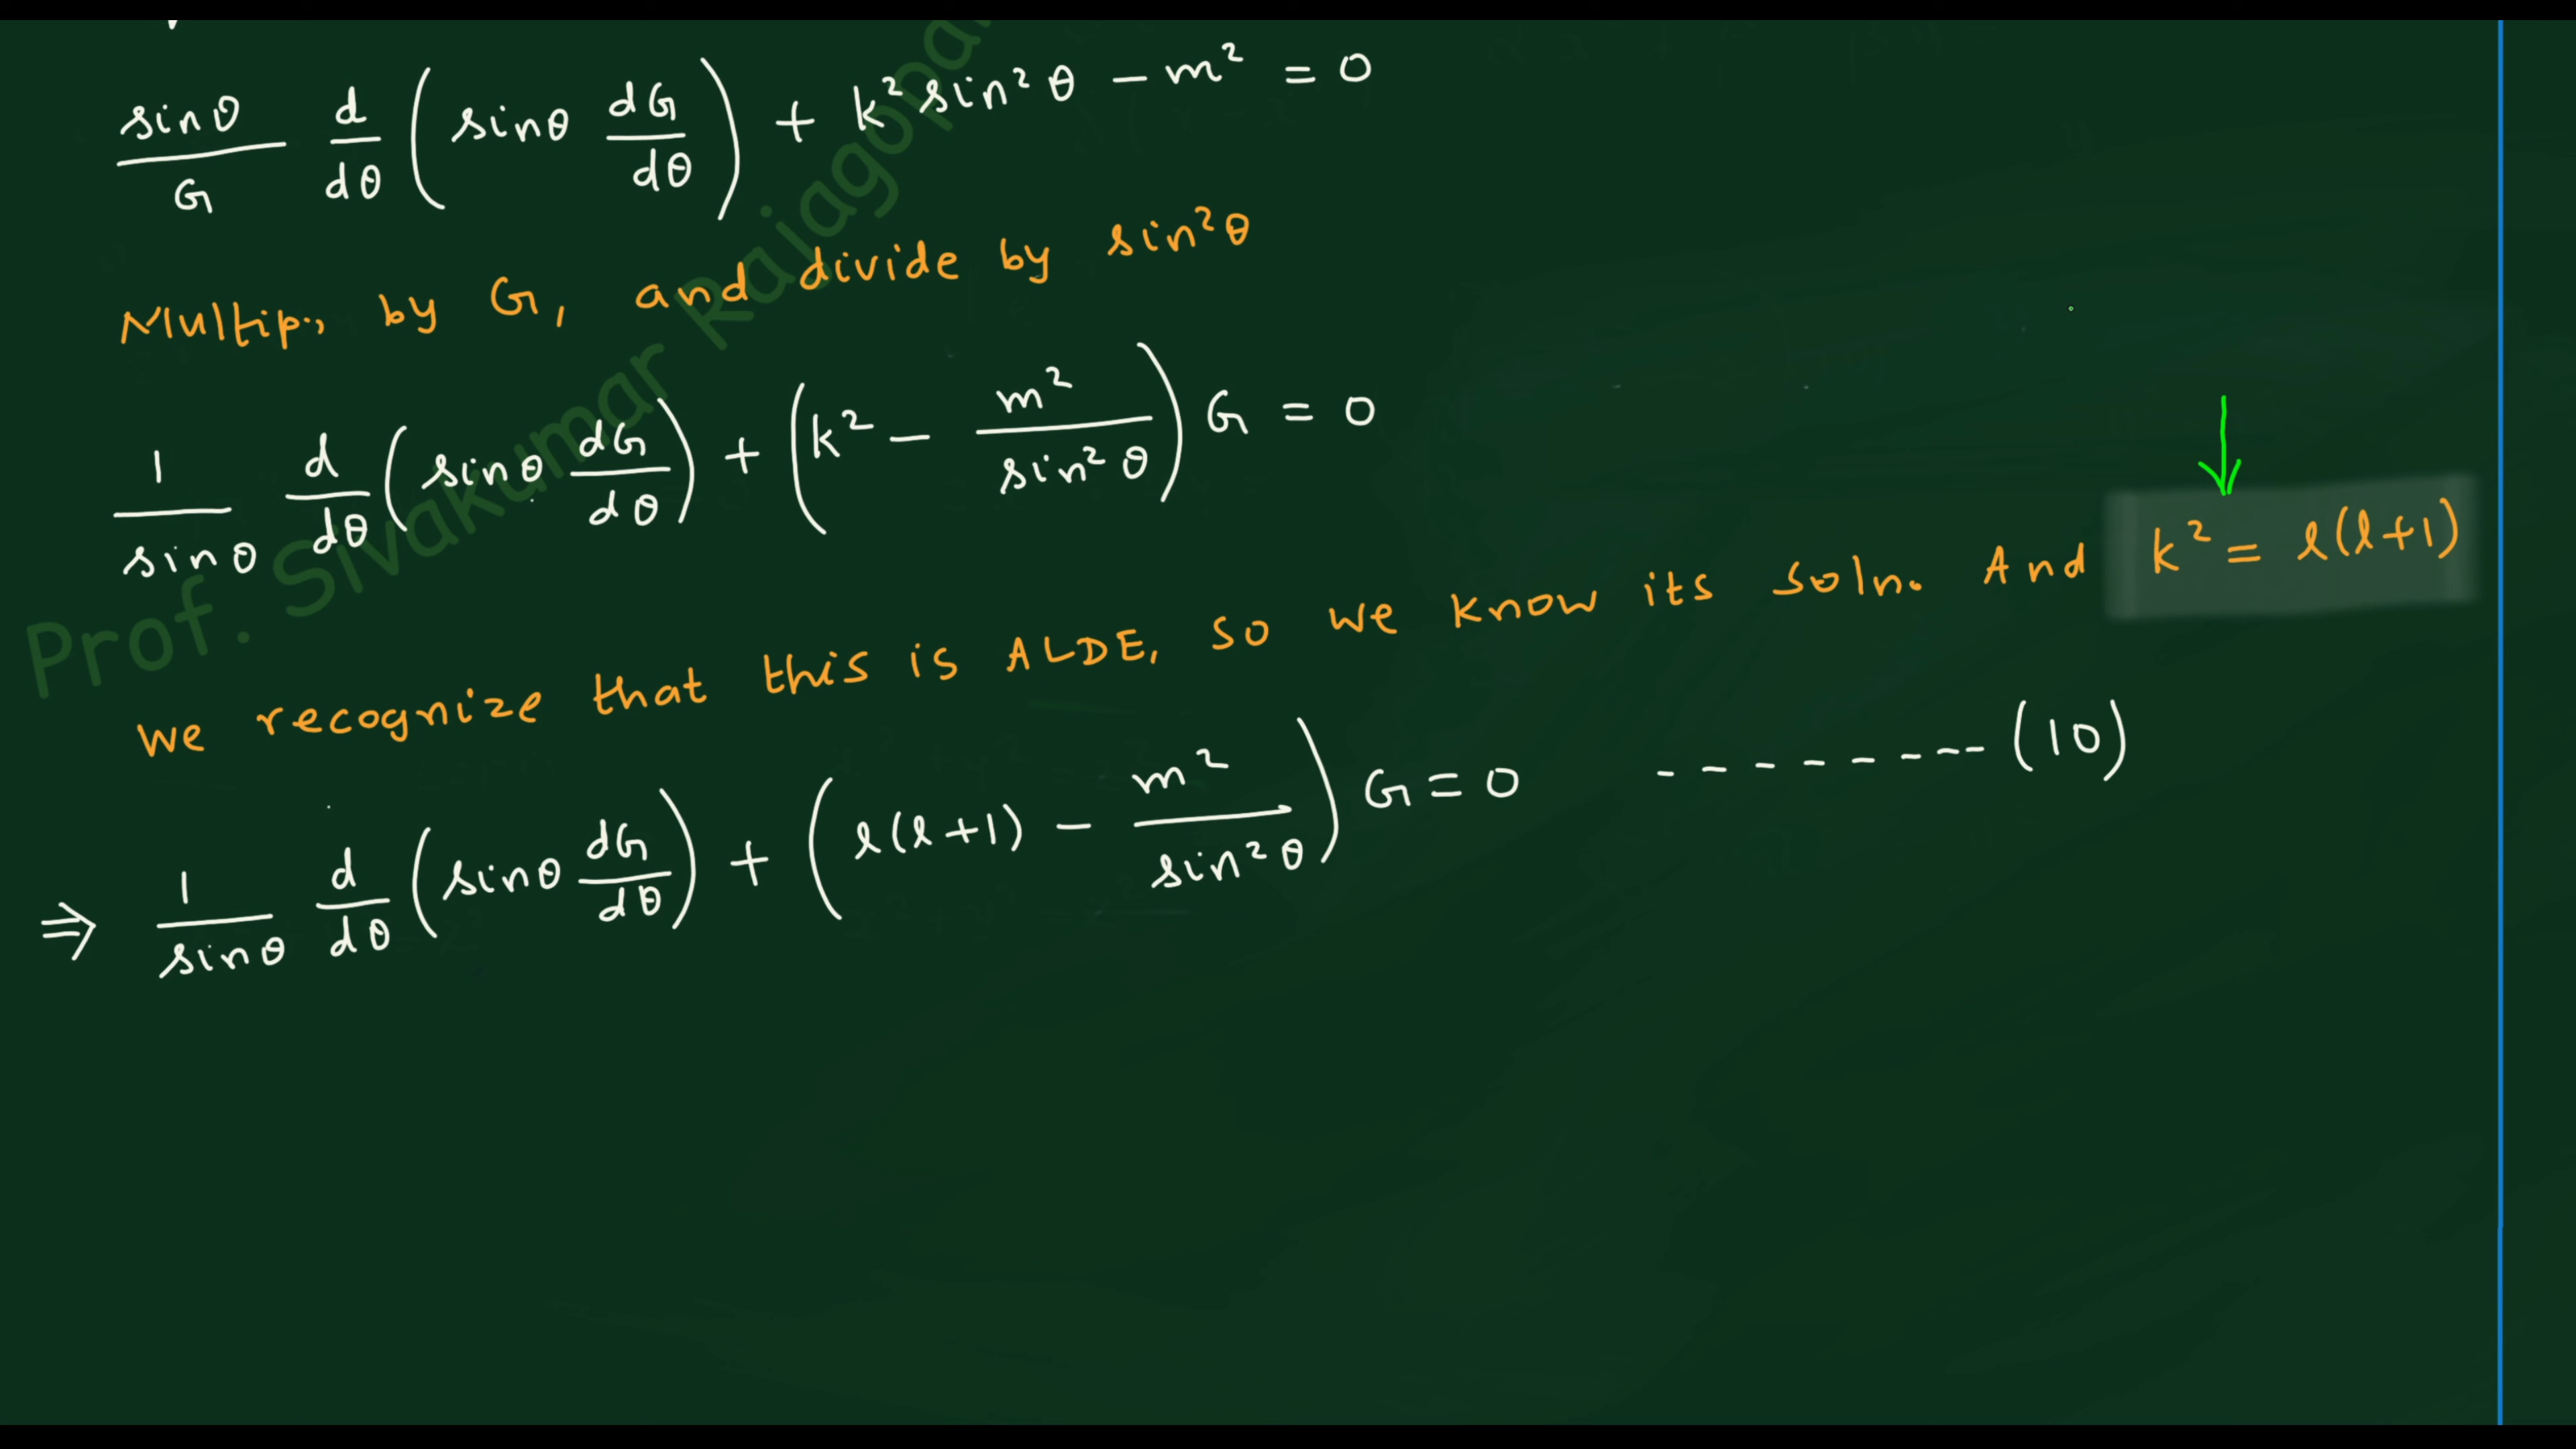 sinθ/G d/dθ (sinθ dG/dθ) + k² sin²θ − m² = 0
Multip., by G, and divide by sin²θ
1/sinθ d/dθ (sinθ dG/dθ) + (k² − m²/sin²θ) G = 0
We recognize that this is ALDE, so we know its soln. And k² = l(l+1)
⇒ 1/sinθ d/dθ (sinθ dG/dθ) + (l(l+1) − m²/sin²θ) G = 0 --------(10)
Prof. Sivakumar Rajagopa